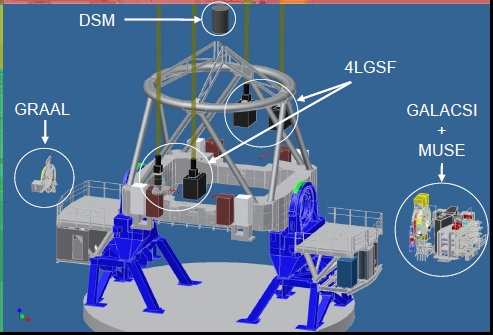 DSM
4LGSF
GRAAL
GALACSI
+
MUSE